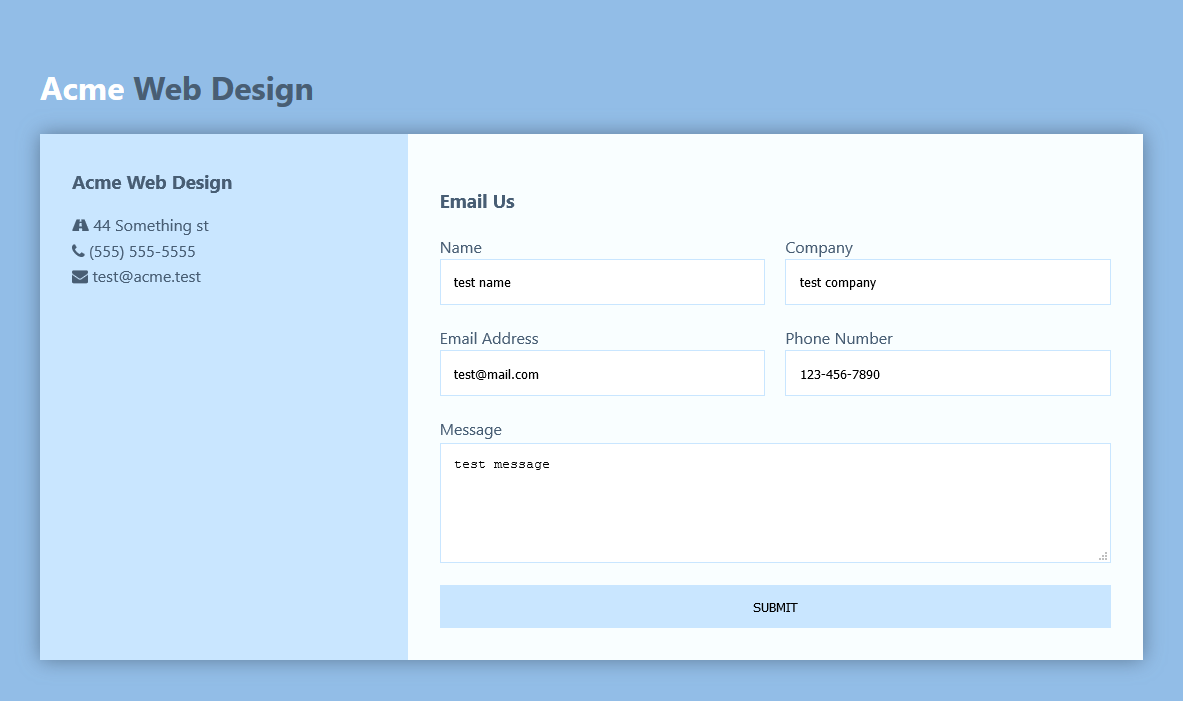 Acme Web Design
Acme Web Design
44 Something st
(555) 555-5555
test@acme.test
Email Us
Name
Company
test name
test company
Email Address
Phone Number
test@mail.com
123-456-7890
Message
test message
SUBMIT